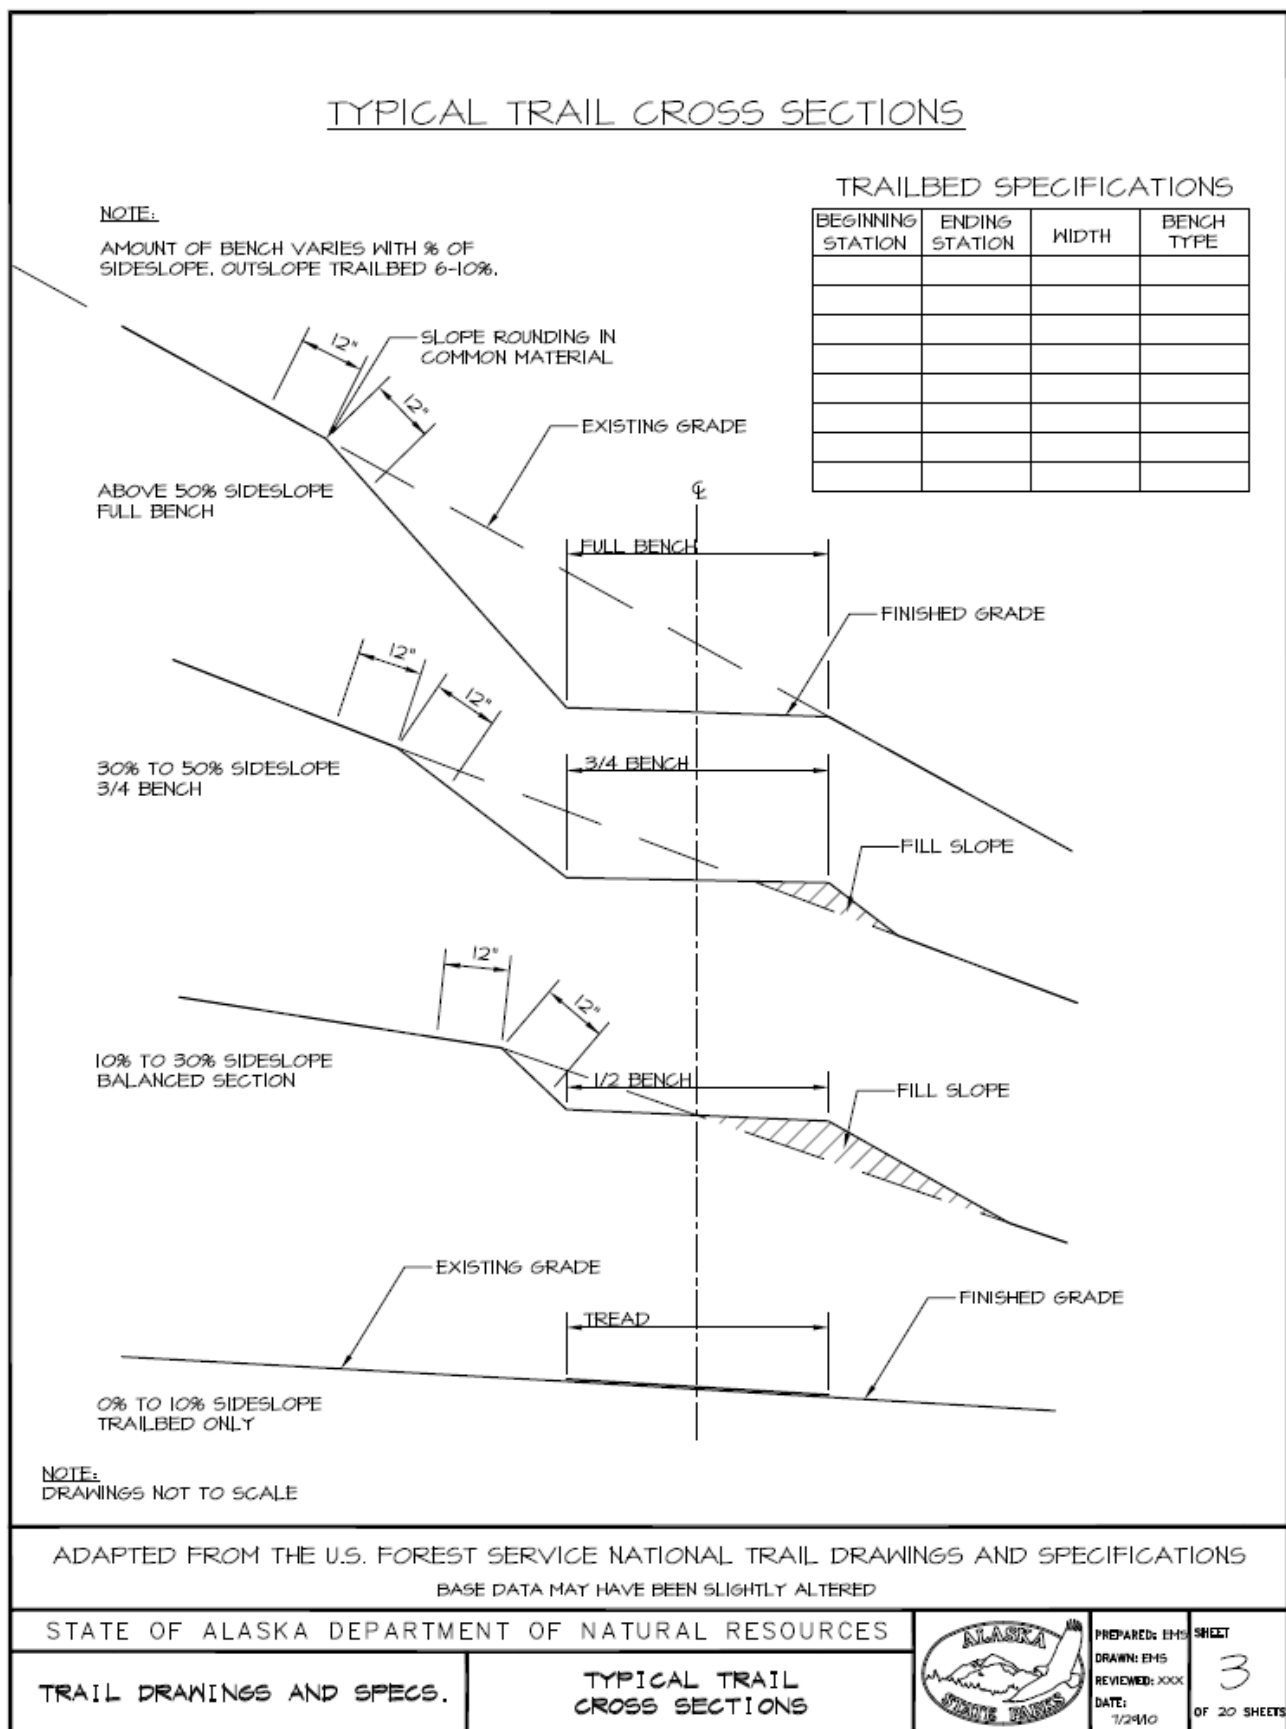 TYPICAL TRAIL CROSS SECTIONS
NOTE:
AMOUNT OF BENCH VARIES WITH % OF
SIDESLOPE. OUTSLOPE TRAILBED 6-10%.
TRAILBED SPECIFICATIONS
BEGINNING STATION
ENDING STATION
WIDTH
BENCH TYPE
12"
SLOPE ROUNDING IN
COMMON MATERIAL
12"
EXISTING GRADE
ABOVE 50% SIDESLOPE
FULL BENCH
℄
FULL BENCH
FINISHED GRADE
12"
12"
30% TO 50% SIDESLOPE
3/4 BENCH
3/4 BENCH
FILL SLOPE
12"
12"
10% TO 30% SIDESLOPE
BALANCED SECTION
1/2 BENCH
FILL SLOPE
EXISTING GRADE
FINISHED GRADE
TREAD
0% TO 10% SIDESLOPE
TRAILBED ONLY
NOTE:
DRAWINGS NOT TO SCALE
ADAPTED FROM THE U.S. FOREST SERVICE NATIONAL TRAIL DRAWINGS AND SPECIFICATIONS
BASE DATA MAY HAVE BEEN SLIGHTLY ALTERED
STATE OF ALASKA DEPARTMENT OF NATURAL RESOURCES
TRAIL DRAWINGS AND SPECS.
TYPICAL TRAIL
CROSS SECTIONS
ALASKA
STATE PARKS
PREPARED: EMS
DRAWN: EMS
REVIEWED: XXX
DATE:
7/29/10
SHEET
3
OF 20 SHEETS